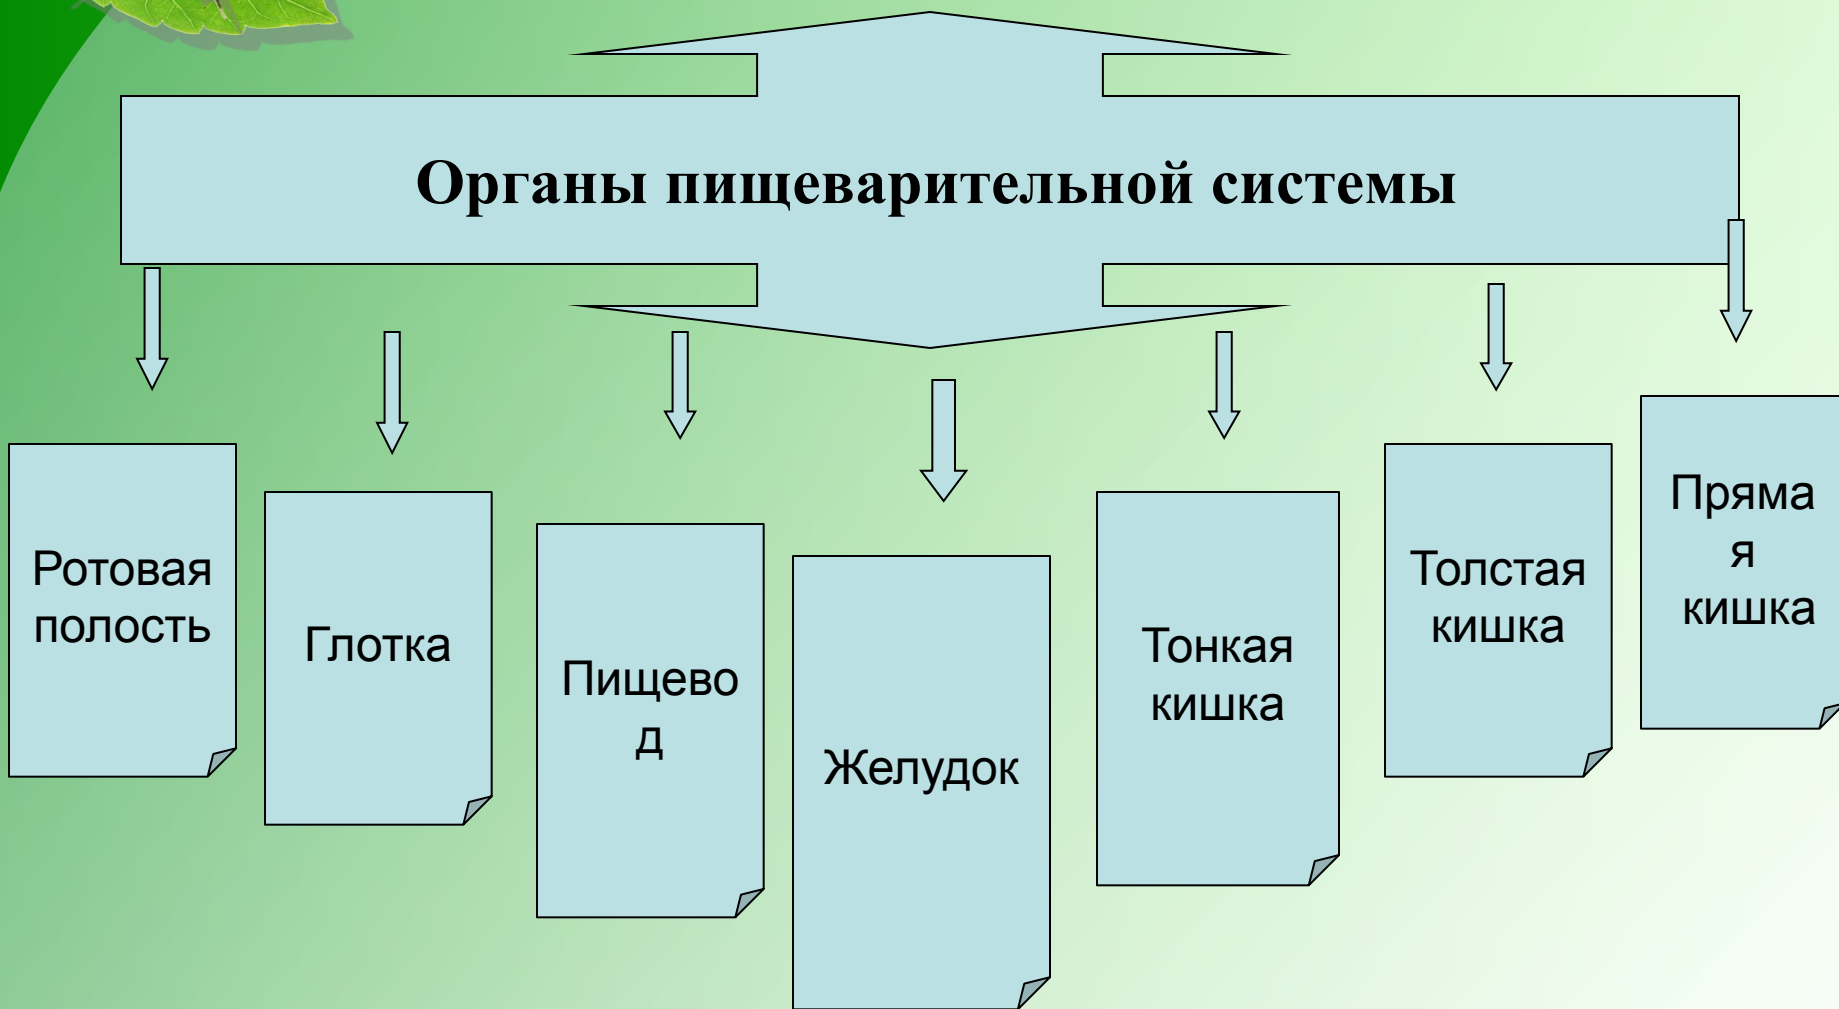 Органы пищеварительной системы
Ротовая
полость
Глотка
Пищево
д
Желудок
Тонкая
кишка
Толстая
кишка
Пряма
я
кишка